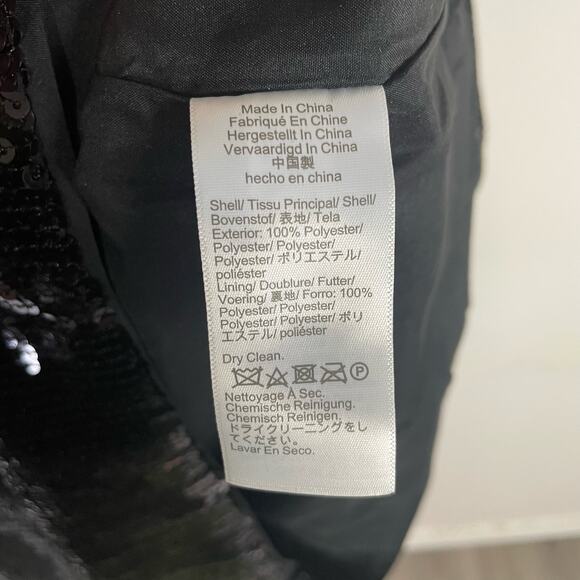 Made In China
Fabriqué En Chine
Hergestellt In China
Vervaardigd In China
中国製
hecho en china
Shell/ Tissu Principal/ Shell/
Bovenstof/ 表地/ Tela
Exterior: 100% Polyester/
Polyester/ Polyester/
Polyester/ ポリエステル/
poliéster
Lining/ Doublure/ Futter/
Voering/ 裏地/ Forro: 100%
Polyester/ Polyester/
Polyester/ Polyester/ ポリ
エステル/ poliéster
Dry Clean.
P
Nettoyage A Sec.
Chemische Reinigung.
Chemisch Reinigen.
ドライクリーニングをし
てください。
Lavar En Seco.